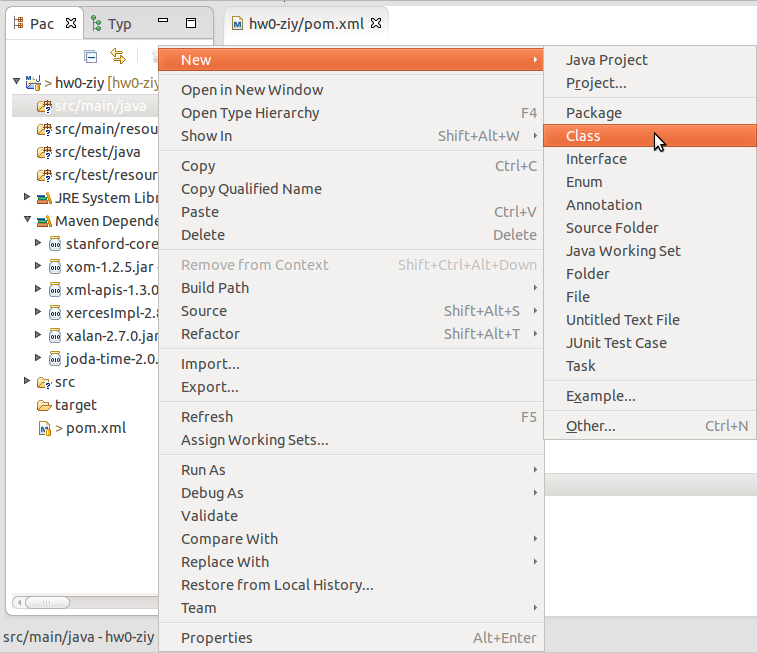 Pac
Typ
hw0-ziy/pom.xml
> hw0-ziy [hw0-ziy
src/main/java
src/main/resou
src/test/java
src/test/resour
JRE System Libr
Maven Depende
stanford-core
xom-1.2.5.jar -
xml-apis-1.3.0
xercesImpl-2.8
xalan-2.7.0.jar
joda-time-2.0.
src
target
> pom.xml
src/main/java - hw0-ziy
New
Open in New Window
Open Type Hierarchy F4
Show In Shift+Alt+W
Copy Ctrl+C
Copy Qualified Name
Paste Ctrl+V
Delete Delete
Remove from Context Shift+Ctrl+Alt+Down
Build Path
Source Shift+Alt+S
Refactor Shift+Alt+T
Import...
Export...
Refresh F5
Assign Working Sets...
Run As
Debug As
Validate
Compare With
Replace With
Restore from Local History...
Team
Properties Alt+Enter
Java Project
Project...
Package
Class
Interface
Enum
Annotation
Source Folder
Java Working Set
Folder
File
Untitled Text File
JUnit Test Case
Task
Example...
Other... Ctrl+N